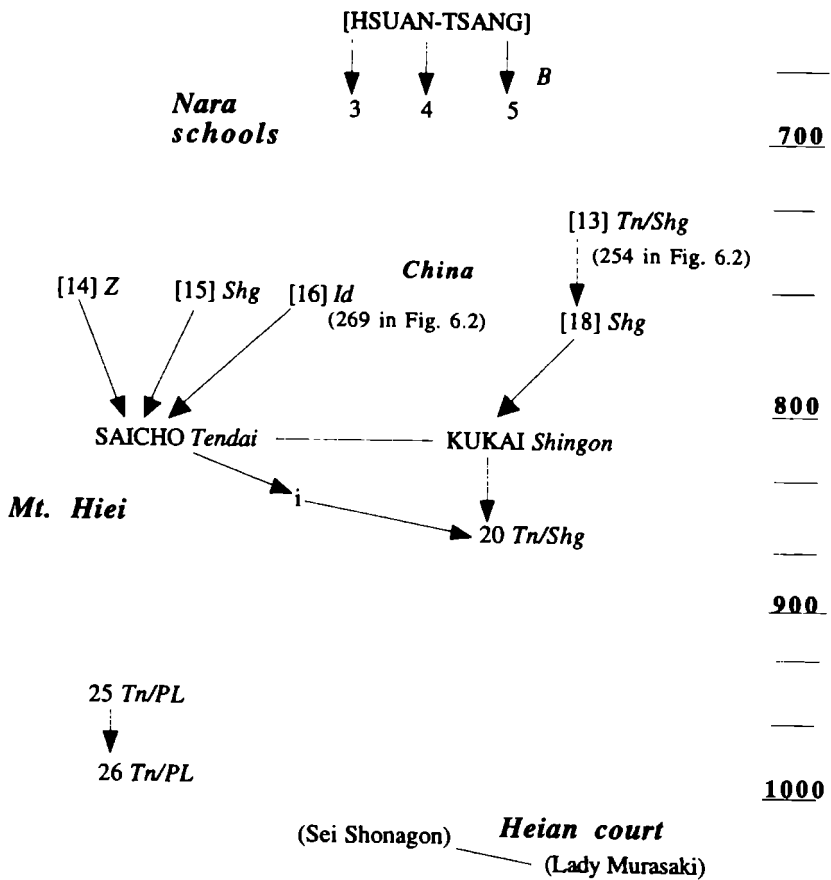 [HSUAN-TSANG]
B
Nara
schools
3 4 5
700
[13] Tn/Shg
(254 in Fig. 6.2)
China
[14] Z [15] Shg [16] Id
(269 in Fig. 6.2)
[18] Shg
800
SAICHO Tendai KUKAI Shingon
Mt. Hiei
i
20 Tn/Shg
900
25 Tn/PL
26 Tn/PL
1000
(Sei Shonagon) Heian court
(Lady Murasaki)